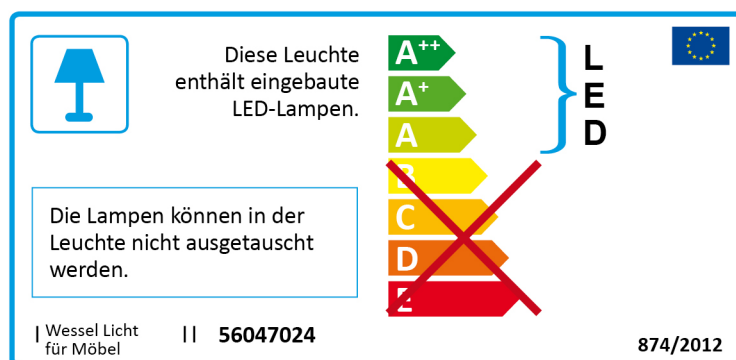 Diese Leuchte
enthält eingebaute
LED-Lampen.
A++
A+
A
B
C
D
E
L
E
D
Die Lampen können in der
Leuchte nicht ausgetauscht
werden.
I Wessel Licht
für Möbel
II 56047024
874/2012